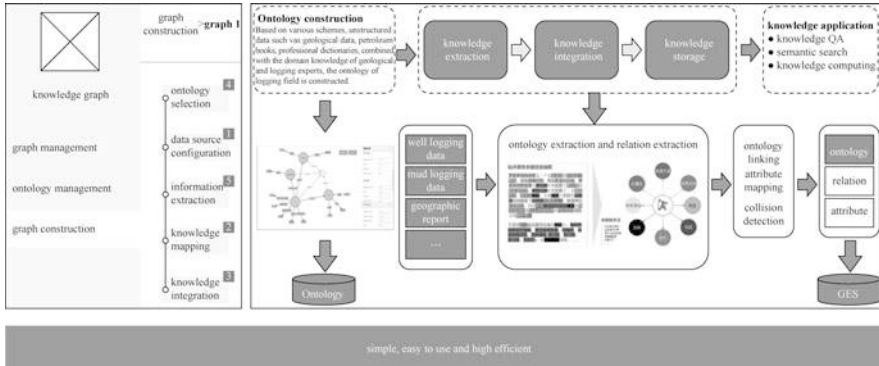 graph
construction
>graph 1
knowledge graph
graph management
ontology management
graph construction
4
ontology
selection
1
data source
configuration
5
information
extraction
2
knowledge
mapping
3
knowledge
integration
Ontology construction
Based on various schemes, unstructured
data such vas geological data, petroleum
hooks, professional dictionaries, combined
with the domain knowledge of geological
and logging experts, the ontology of
logging field is constructed.
knowledge
extraction
knowledge
integration
knowledge
storage
knowledge application
● knowledge QA
● semantic search
● knowledge computing
well logging
data
mud logging
data
geographic
report
...
ontology extraction and relation extraction
ontology
linking
attribute
mapping
collision
detection
ontology
relation
attribute
Ontology
GES
simple, easy to use and high efficient